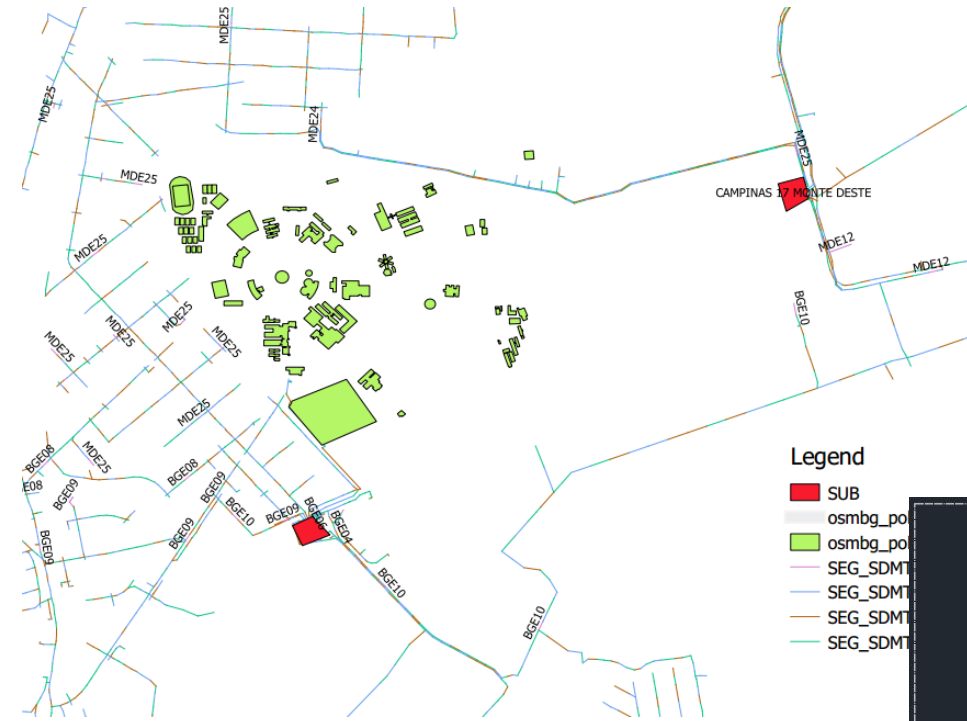 MDE25
MDE25
MDE24
MDE25
MDE25
CAMPINAS 17 MONTE DESTE
MDE25
MDE12
MDE12
BGE10
MDE25
MDE25
MDE25
MDE25
MDE25
MDE25
BGE08
BGE08
E08
BGE09
BGE09
BGE10
BGE09
BGE06
BGE04
BGE09
BGE09
BGE10
BGE10
Legend
SUB
osmbg_pol
osmbg_pol
SEG_SDMT
SEG_SDMT
SEG_SDMT
SEG_SDMT